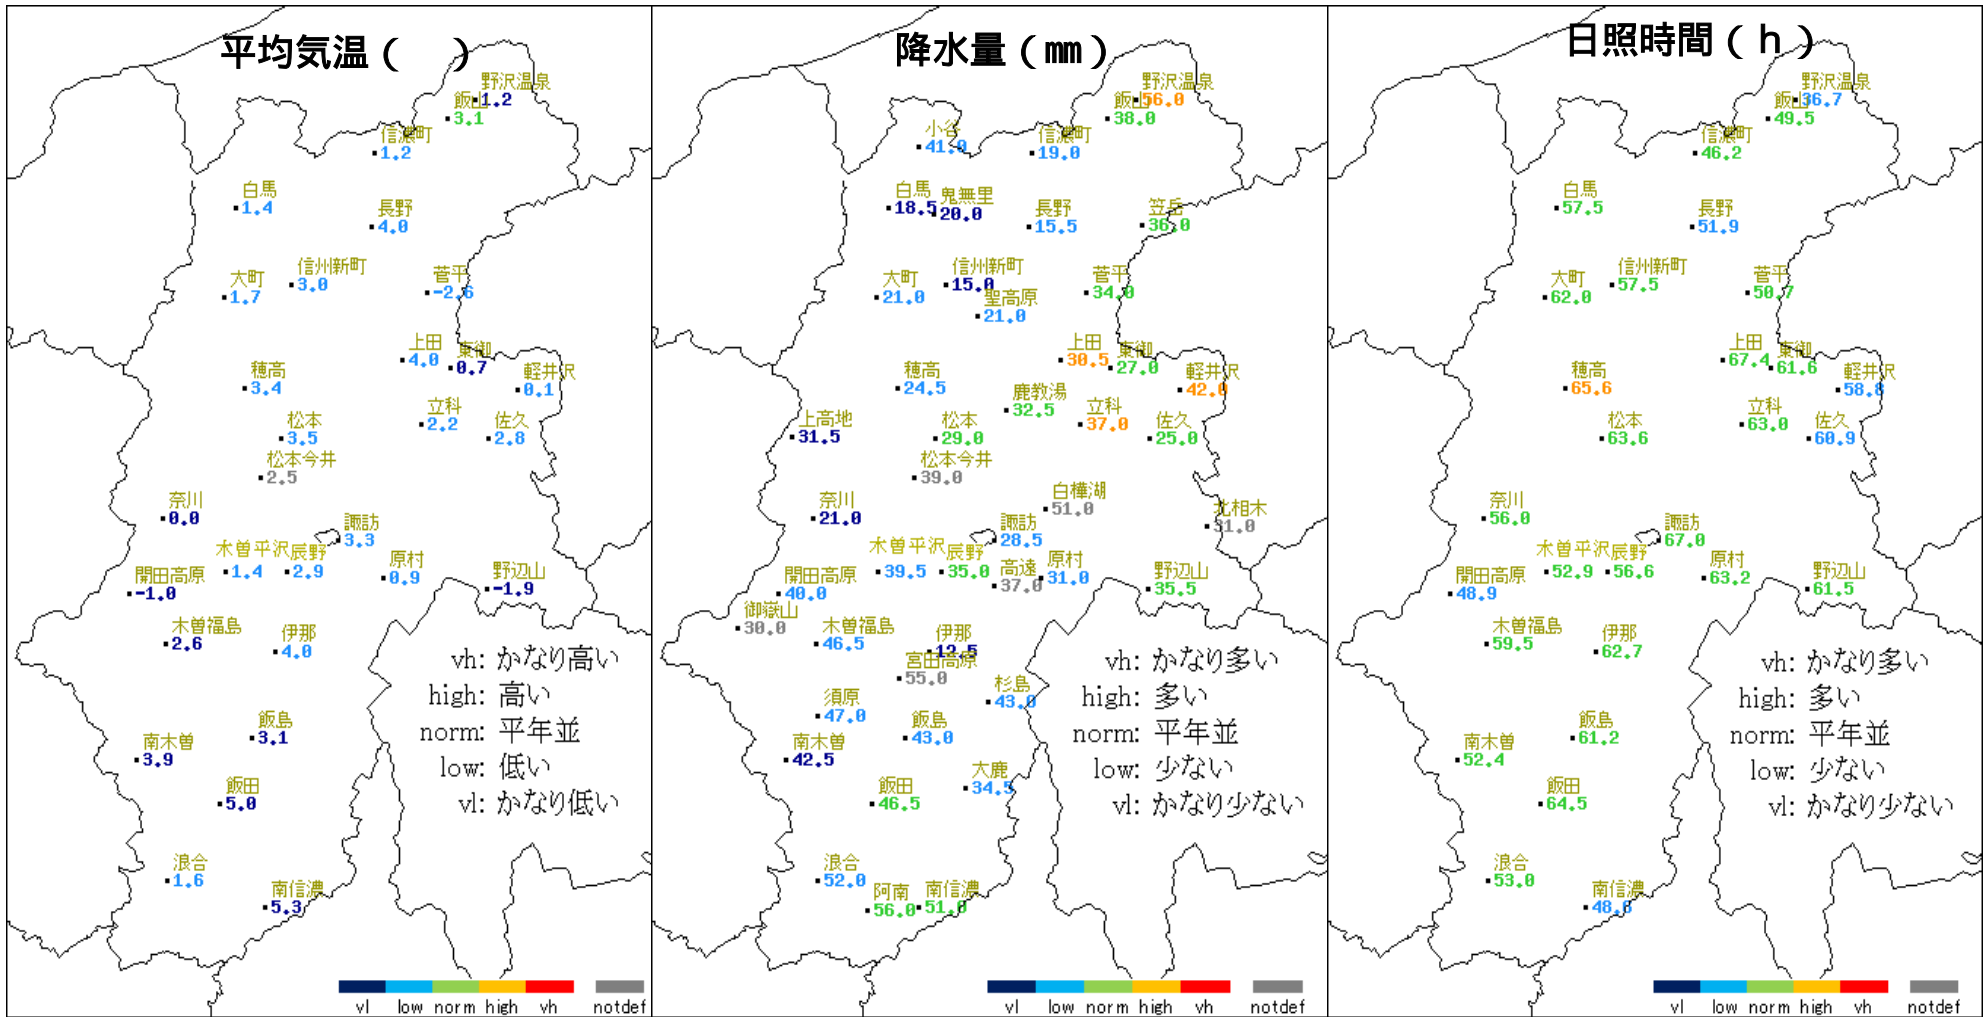 平均気温（　）
野沢温泉
1.2
飯山
3.1
信濃町
1.2
白馬
1.4
長野
4.0
大町
1.7
信州新町
3.0
菅平
-2.6
上田
4.0
東御
0.7
軽井沢
0.1
穂高
3.4
立科
2.2
佐久
2.8
松本
3.5
松本今井
2.5
奈川
0.0
諏訪
3.3
木曽平沢
1.4
辰野
2.9
原村
0.9
開田高原
-1.0
野辺山
-1.9
木曽福島
2.6
伊那
4.0
飯島
3.1
南木曽
3.9
飯田
5.0
浪合
1.6
南信濃
5.3
vh: かなり高い
high: 高い
norm: 平年並
low: 低い
vl: かなり低い
vl low norm high vh notdef
降水量（㎜）
野沢温泉
56.0
飯山
38.0
小谷
41.0
信濃町
19.0
白馬
18.5
鬼無里
20.0
長野
15.5
笠岳
36.0
大町
21.0
信州新町
15.0
菅平
34.0
聖高原
21.0
上田
30.5
東御
27.0
軽井沢
42.0
穂高
24.5
鹿教湯
32.5
立科
37.0
佐久
25.0
上高地
31.5
松本
29.0
松本今井
39.0
奈川
21.0
白樺湖
51.0
北相木
31.0
諏訪
28.5
木曽平沢
39.5
辰野
35.0
高遠
37.0
原村
31.0
野辺山
35.5
開田高原
40.0
御嶽山
30.0
木曽福島
46.5
伊那
12.5
宮田高原
55.0
須原
47.0
杉島
43.0
飯島
43.0
南木曽
42.5
飯田
46.5
大鹿
34.5
浪合
52.0
阿南
56.0
南信濃
51.0
vh: かなり多い
high: 多い
norm: 平年並
low: 少ない
vl: かなり少ない
vl low norm high vh notdef
日照時間（ｈ）
野沢温泉
36.7
飯山
49.5
信濃町
46.2
白馬
57.5
長野
51.9
大町
62.0
信州新町
57.5
菅平
50.7
上田
67.4
東御
61.6
軽井沢
58.8
穂高
65.6
立科
63.0
佐久
60.9
松本
63.6
奈川
56.0
諏訪
67.0
木曽平沢
52.9
辰野
56.6
原村
63.2
開田高原
48.9
野辺山
61.5
木曽福島
59.5
伊那
62.7
飯島
61.2
南木曽
52.4
飯田
64.5
浪合
53.0
南信濃
vh: かなり多い
high: 多い
norm: 平年並
low: 少ない
vl: かなり少ない
vl low norm high vh notdef